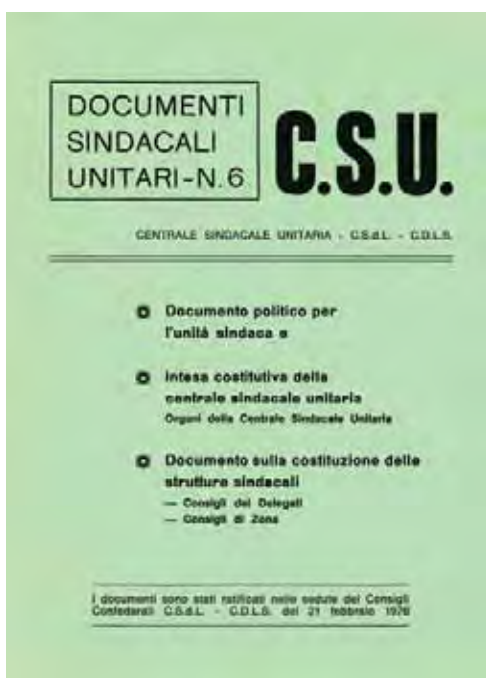 DOCUMENTI
SINDACALI
UNITARI-N.6
C.S.U.
CENTRALE SINDACALE UNITARIA - C.S.d.L. - C.D.L.S.
Documento politico per
l'unità sindaca e
Intesa costitutiva della
centrale sindacale unitaria
Organi della Centrale Sindacale Unitaria
Documento sulla costituzione delle
strutture sindacali
— Consigli dei Delegati
— Consigli di Zona
I documenti sono stati ratificati nelle sedute dei Consigli
Confederali C.S.d.L. - C.D.L.S. del 21 febbraio 1976